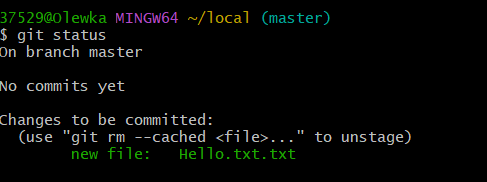 37529@Olewka MINGW64 ~/local (master)
$ git status
On branch master
No commits yet
Changes to be committed:
(use "git rm --cached <file>..." to unstage)
new file: Hello.txt.txt